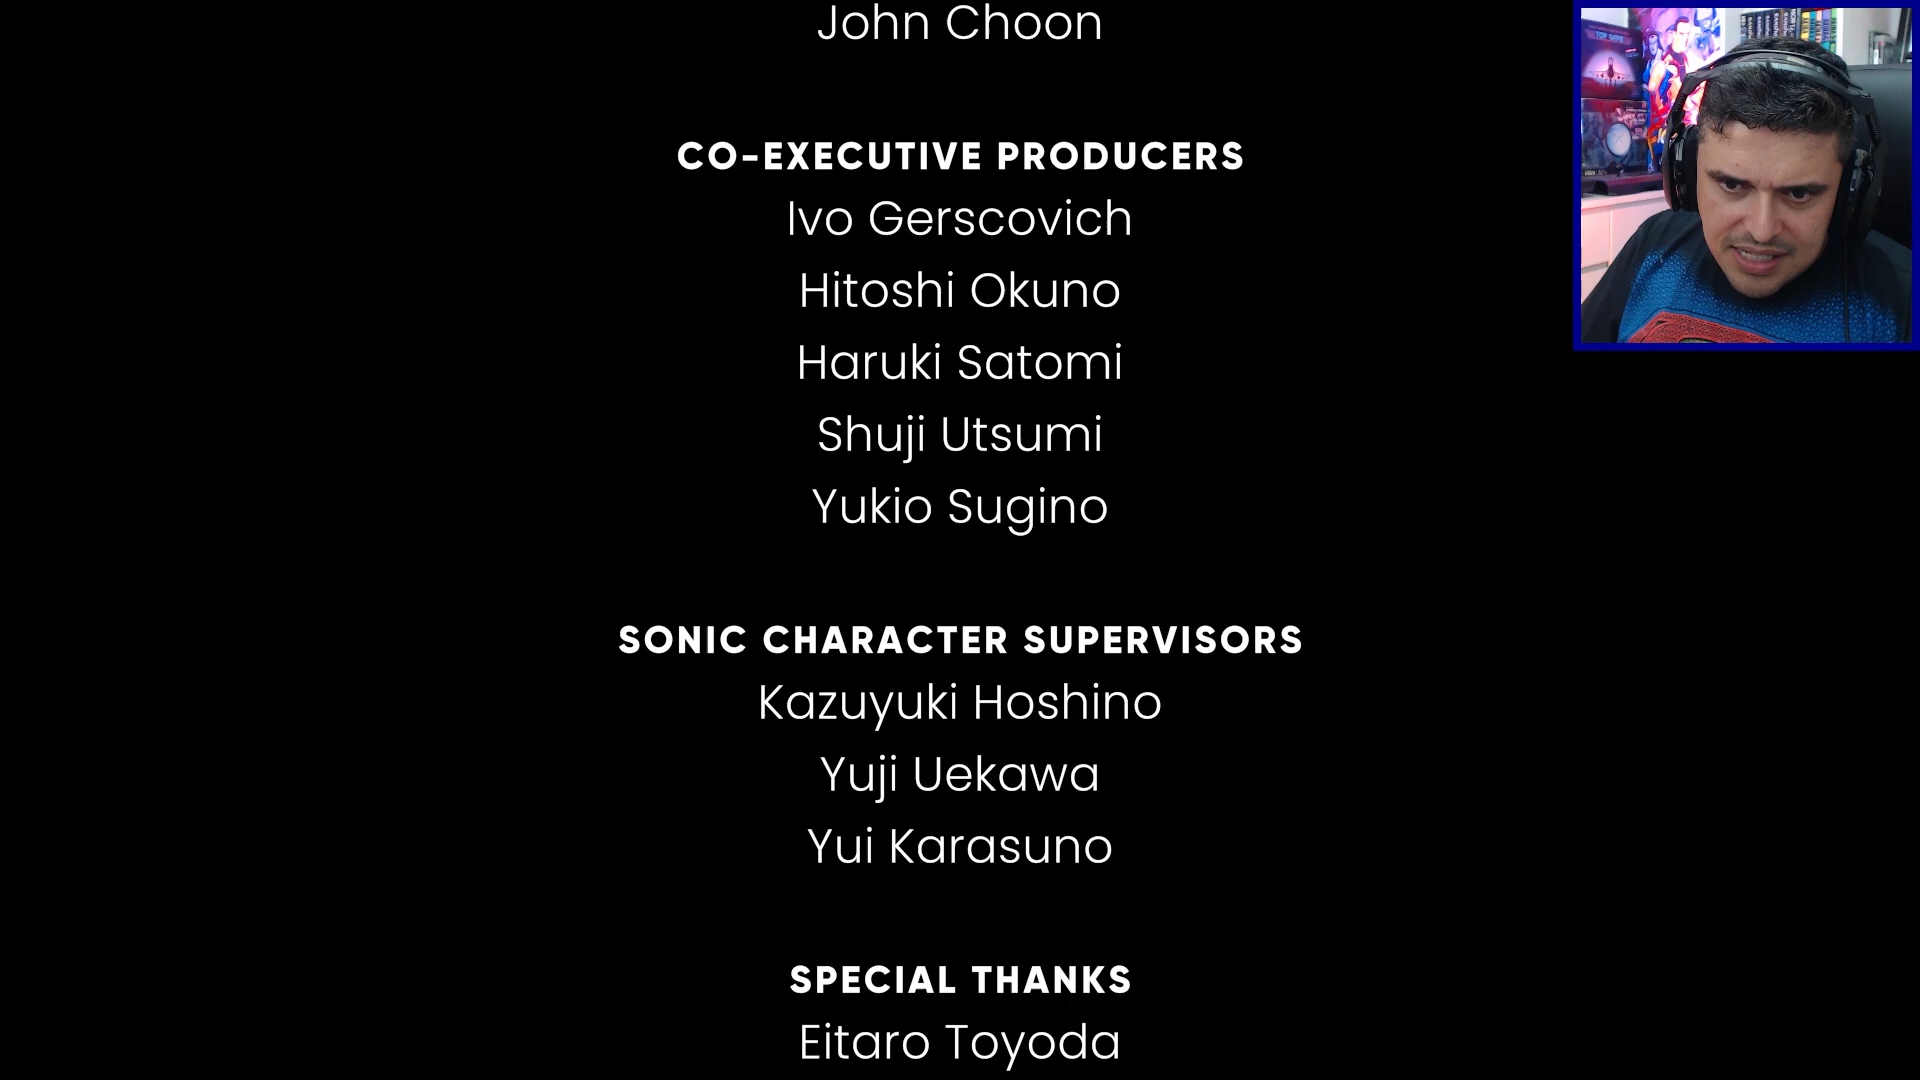 John Choon
CO-EXECUTIVE PRODUCERS
Ivo Gerscovich
Hitoshi Okuno
Haruki Satomi
Shuji Utsumi
Yukio Sugino
SONIC CHARACTER SUPERVISORS
Kazuyuki Hoshino
Yuji Uekawa
Yui Karasuno
SPECIAL THANKS
Eitaro Toyoda